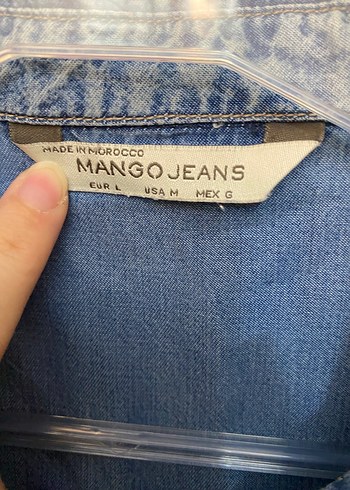 MADE IN MOROCCO
MANGO JEANS
EUR L USA M MEX G